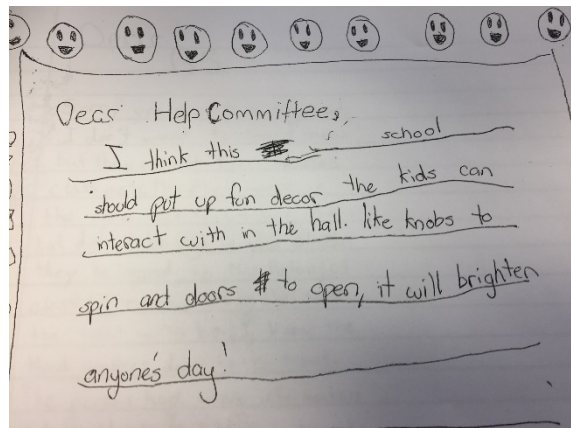 Dear Help Committees,
I think this school
should put up fun decor the kids can
interact with in the hall. like knobs to
spin and doors to open, it will brighten
anyone's day!